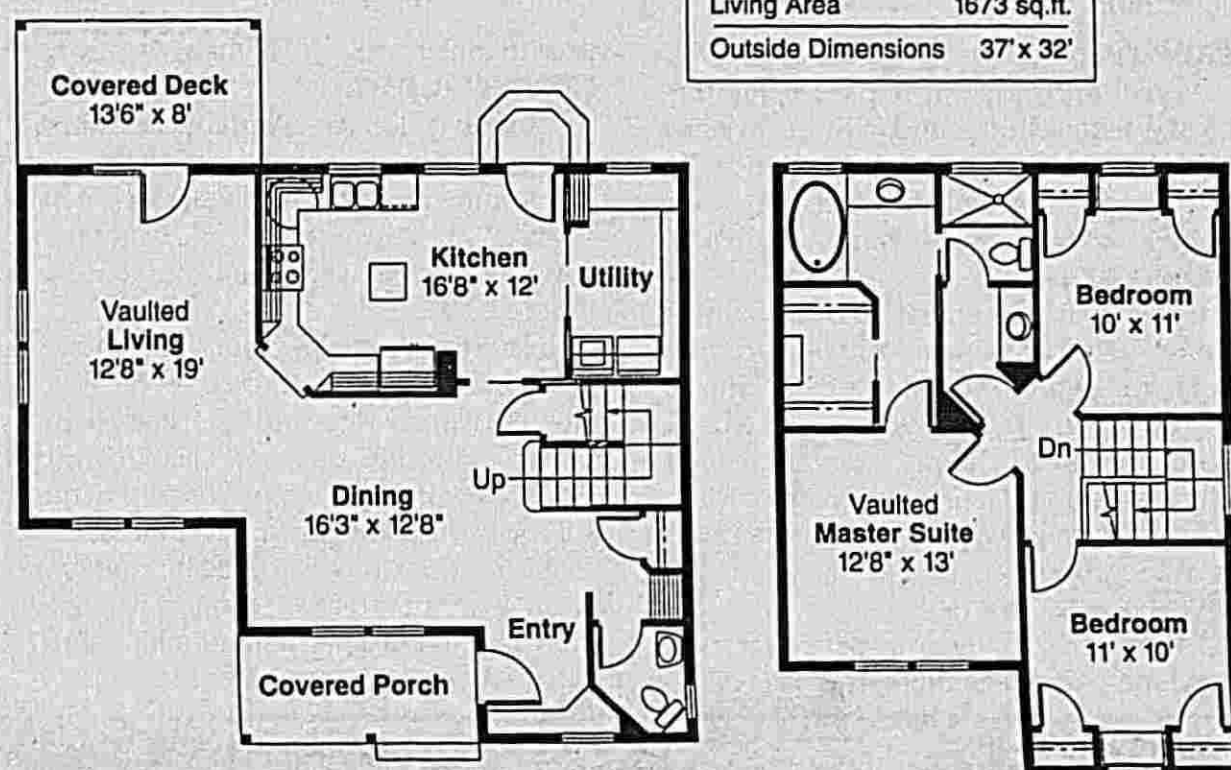 Living Area 1673 sq.ft.
Outside Dimensions 37' x 32'
Covered Deck
13'6" x 8'
Vaulted
Living
12'8" x 19'
Kitchen
16'8" x 12'
Utility
Up
Dining
16'3" x 12'8"
Entry
Covered Porch
Bedroom
10' x 11'
Dn
Vaulted
Master Suite
12'8" x 13'
Bedroom
11' x 10'